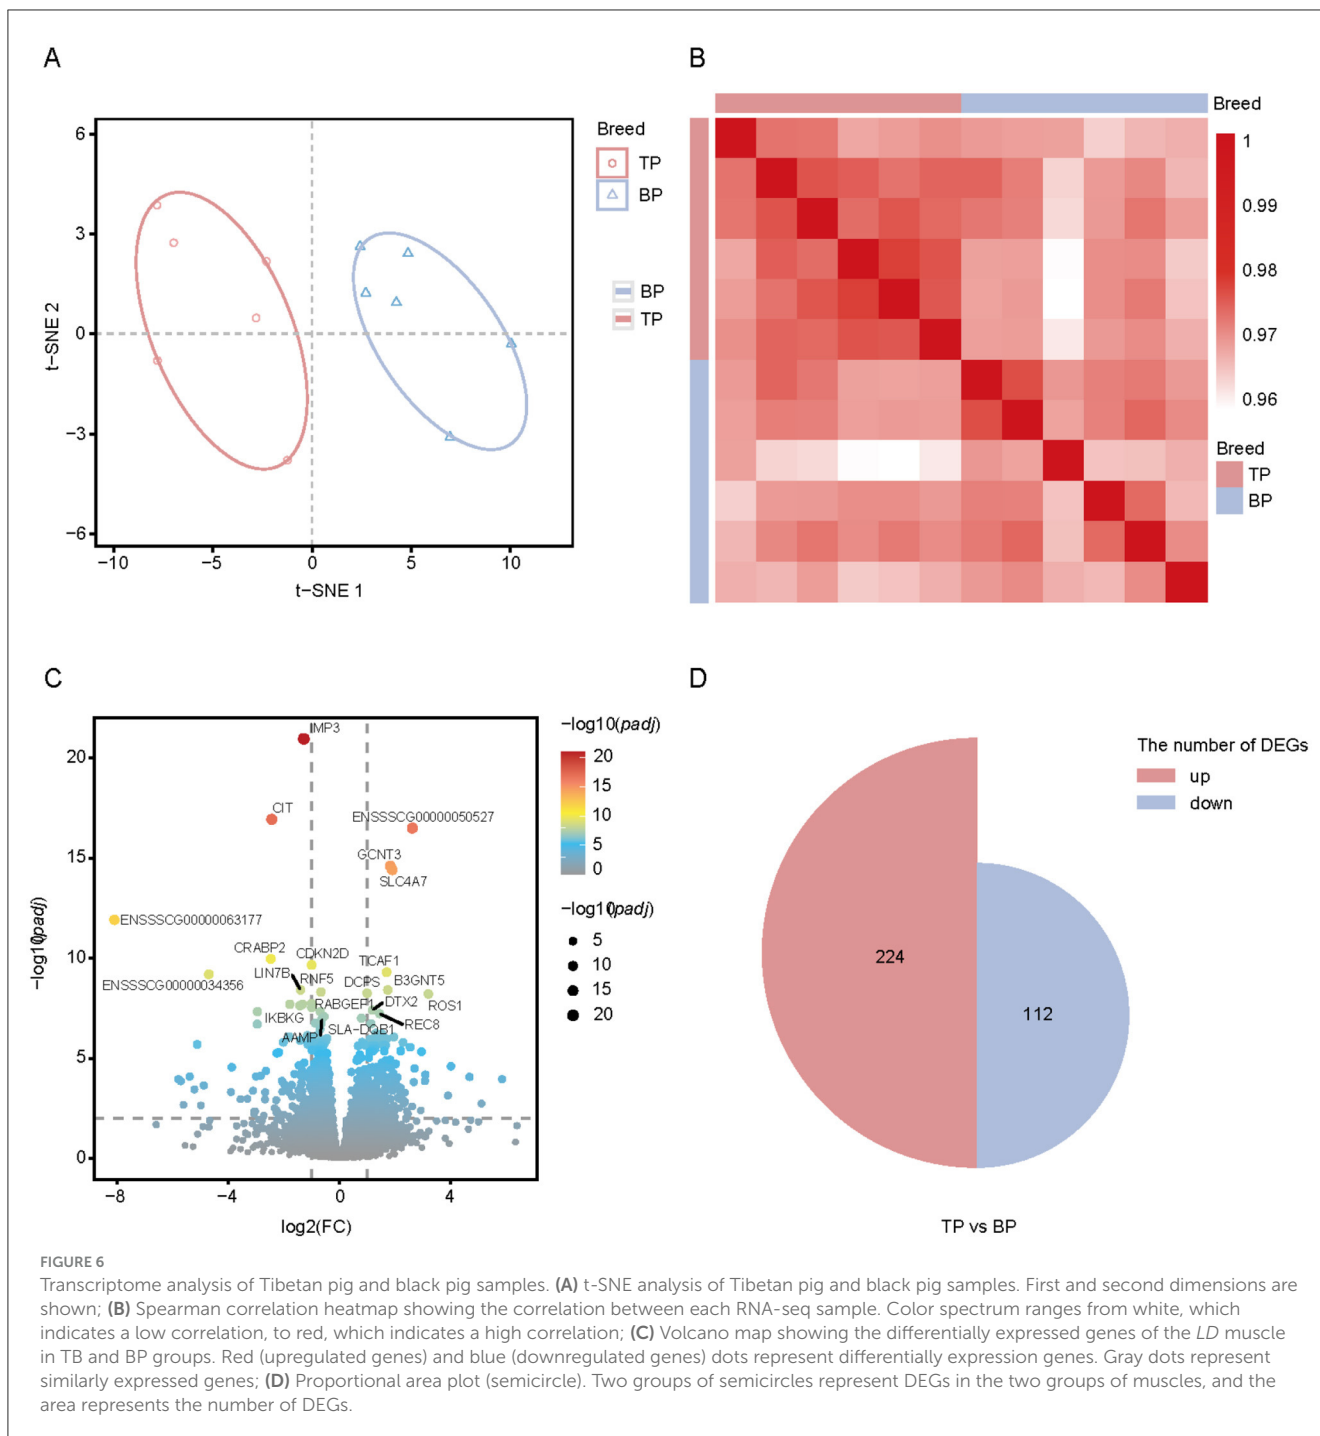 A
6
3
0
−3
−6
−10
−5
0
5
10
t−SNE 2
t−SNE 1
Breed
TP
BP
BP
TP
B
Breed
1
0.99
0.98
0.97
0.96
Breed
TP
BP
C
20
15
10
5
0
−8
−4
0
4
−log10(padj)
log2(FC)
IMP3
CIT
ENSSSCG00000050527
GCNT3
SLC4A7
ENSSSCG00000063177
CRABP2
CDKN2D
TICAF1
LIN7B
RNF5
DCPS
B3GNT5
ENSSSCG00000034356
RABGEF1
DTX2
ROS1
IKBKG
SLA−DQB1
REC8
AAMP
−log10(padj)
20
15
10
5
0
−log10(padj)
5
10
15
20
D
The number of DEGs
up
down
224
112
TP vs BP
FIGURE 6
Transcriptome analysis of Tibetan pig and black pig samples. (A) t-SNE analysis of Tibetan pig and black pig samples. First and second dimensions are
shown; (B) Spearman correlation heatmap showing the correlation between each RNA-seq sample. Color spectrum ranges from white, which
indicates a low correlation, to red, which indicates a high correlation; (C) Volcano map showing the differentially expressed genes of the LD muscle
in TB and BP groups. Red (upregulated genes) and blue (downregulated genes) dots represent differentially expression genes. Gray dots represent
similarly expressed genes; (D) Proportional area plot (semicircle). Two groups of semicircles represent DEGs in the two groups of muscles, and the
area represents the number of DEGs.